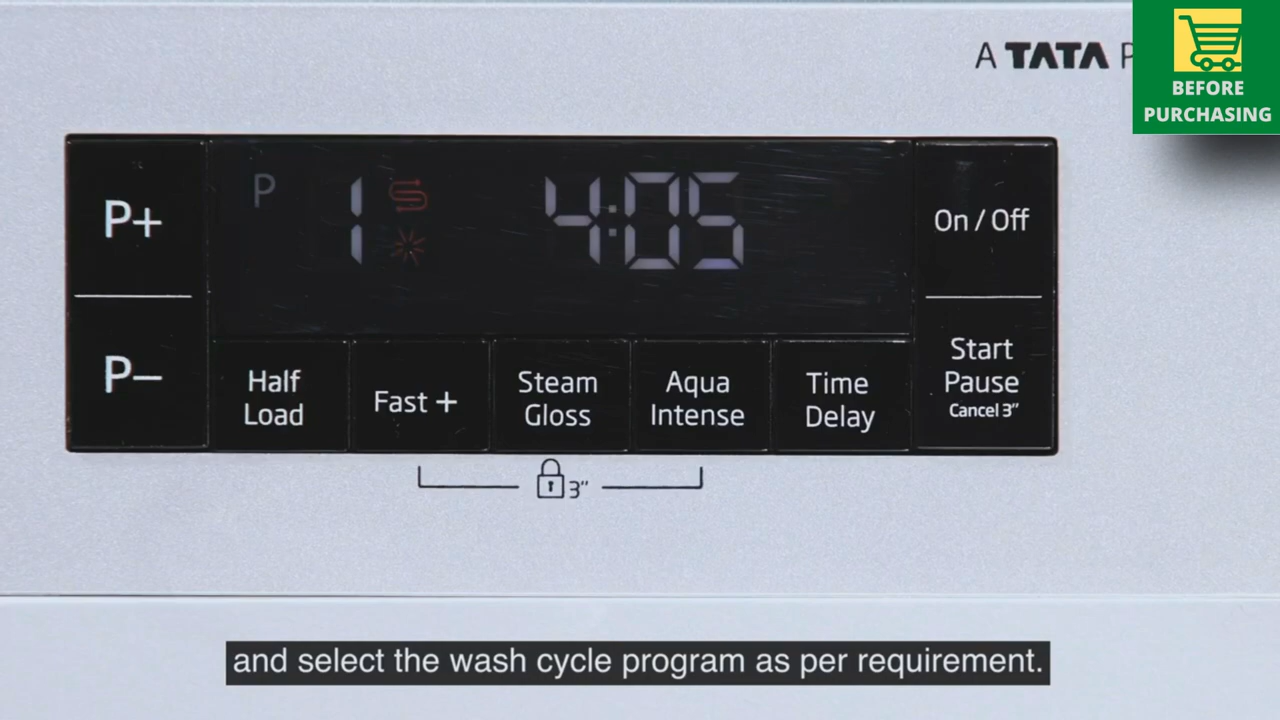 A TATA P
BEFORE
PURCHASING
P+
P 1 4:05
On / Off
P–
Half
Load
Fast +
Steam
Gloss
Aqua
Intense
Time
Delay
Start
Pause
Cancel 3”
3”
and select the wash cycle program as per requirement.